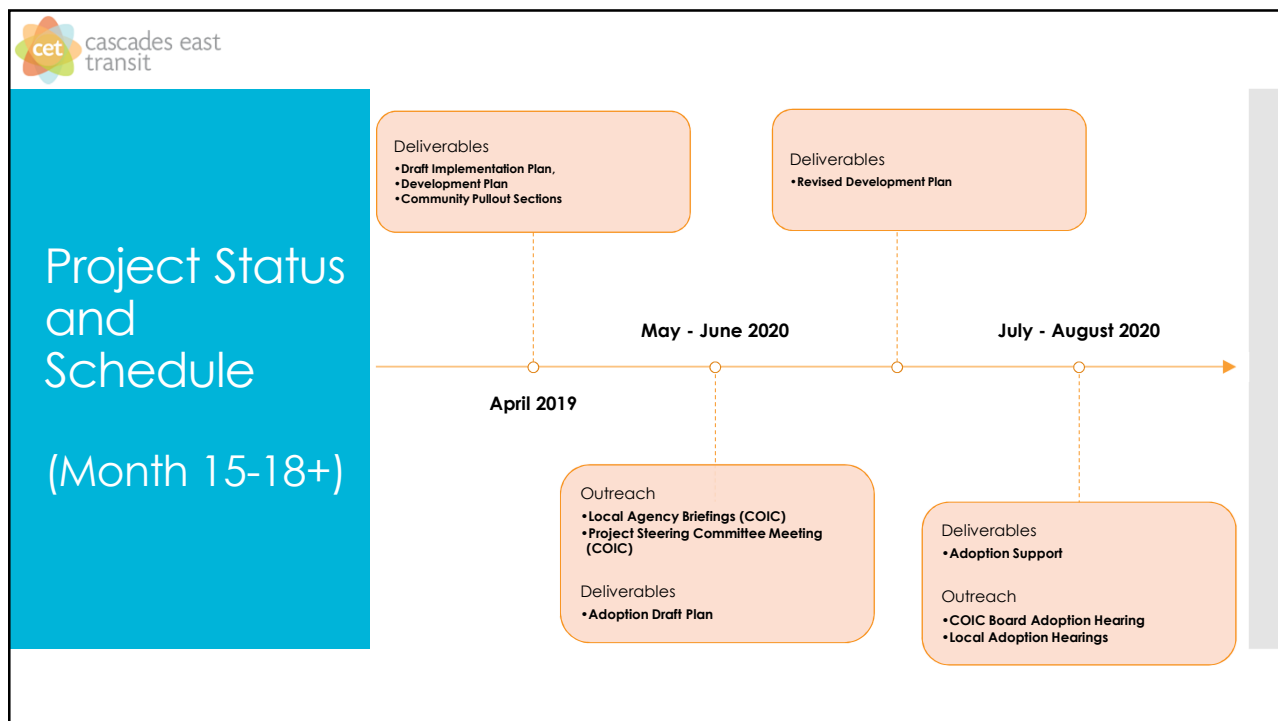 cet cascades east
transit
Project Status
and
Schedule
(Month 15-18+)
Deliverables
•Draft Implementation Plan,
•Development Plan
•Community Pullout Sections
Deliverables
•Revised Development Plan
May - June 2020
July - August 2020
April 2019
Outreach
•Local Agency Briefings (COIC)
•Project Steering Committee Meeting
(COIC)
Deliverables
•Adoption Draft Plan
Deliverables
•Adoption Support
Outreach
•COIC Board Adoption Hearing
•Local Adoption Hearings